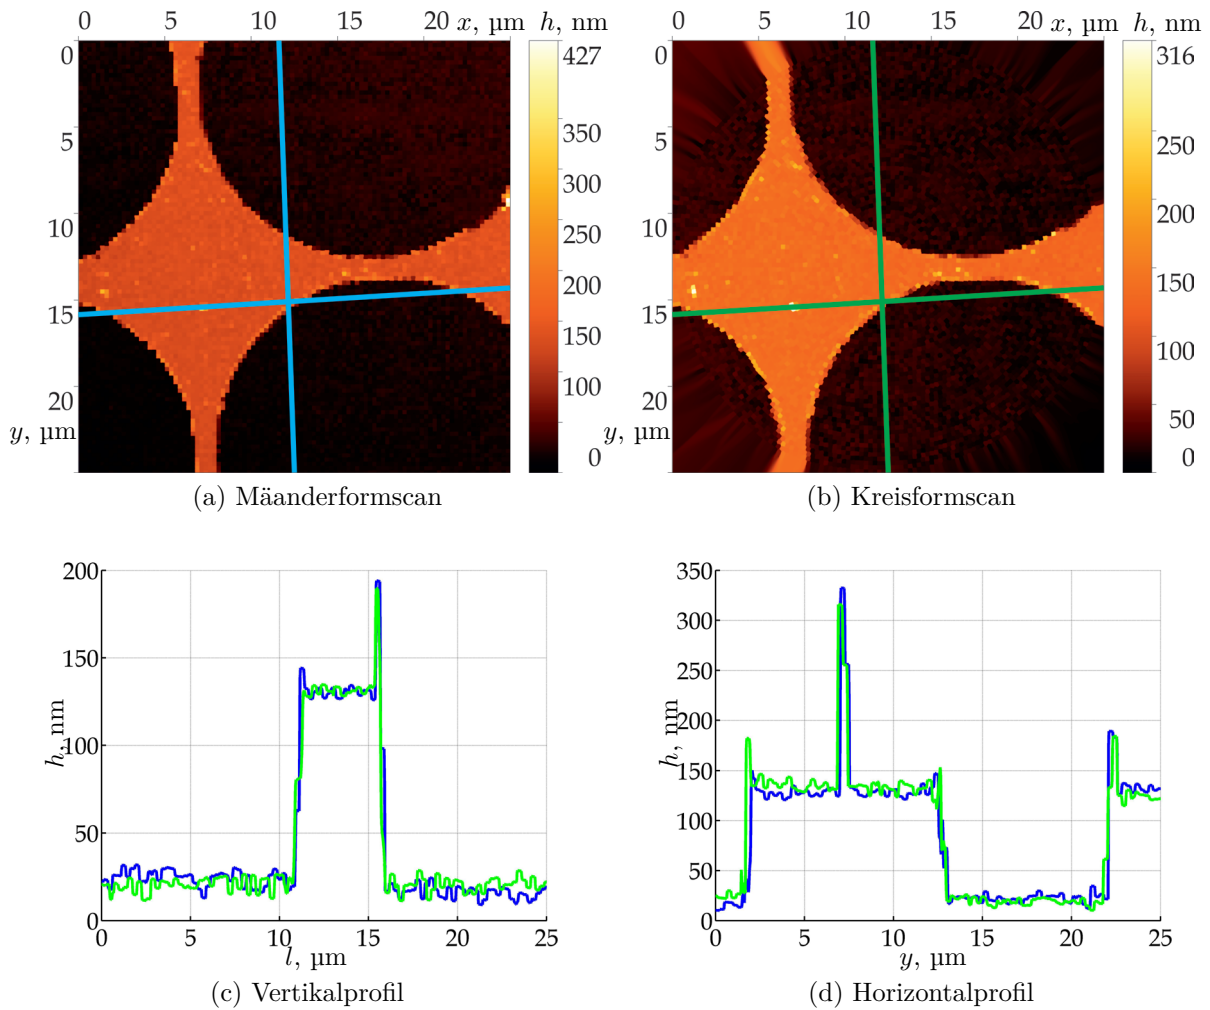 0 5 10 15 20 x, µm h, nm
0 5 10 15 20 x, µm h, nm
0
5
10
15
20
y, µm
427
350
300
250
200
150
100
0
0
5
10
15
20
y, µm
316
250
200
150
100
50
0
(a) Mäanderformscan
(b) Kreisformscan
200
150
100
50
0
h, nm
0 5 10 15 20 25
l, µm
350
300
250
200
150
100
50
0
h, nm
0 5 10 15 20 25
y, µm
(c) Vertikalprofil
(d) Horizontalprofil